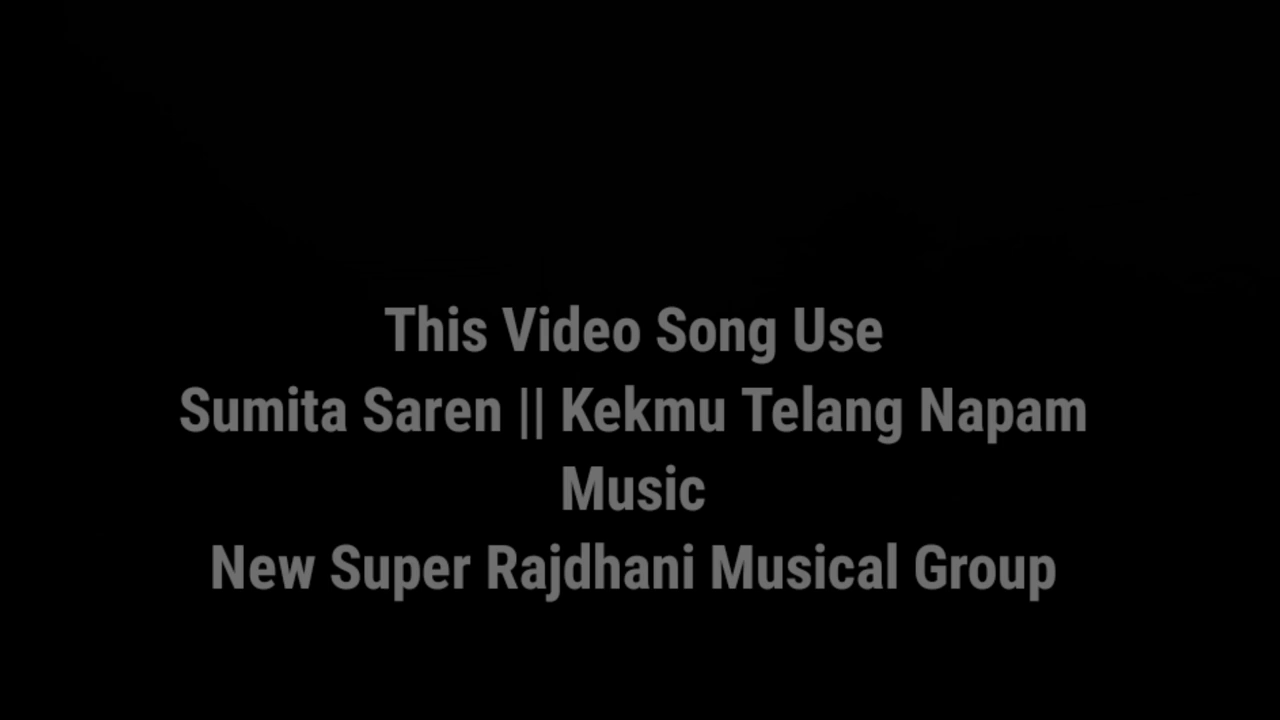 This Video Song Use
Sumita Saren || Kekmu Telang Napam
Music
New Super Rajdhani Musical Group